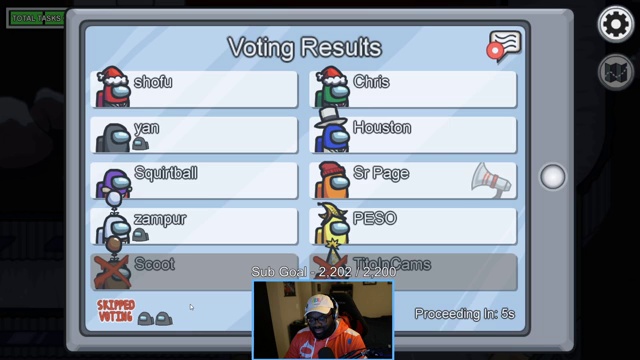 TOTAL TASKS
Voting Results
shofu
Chris
yan
Houston
Squirtball
Sr Page
zampur
PESO
Scoot
TitoInCams
Sub Goal - 2,202 / 2,200
SKIPPED
VOTING
Proceeding In: 5s